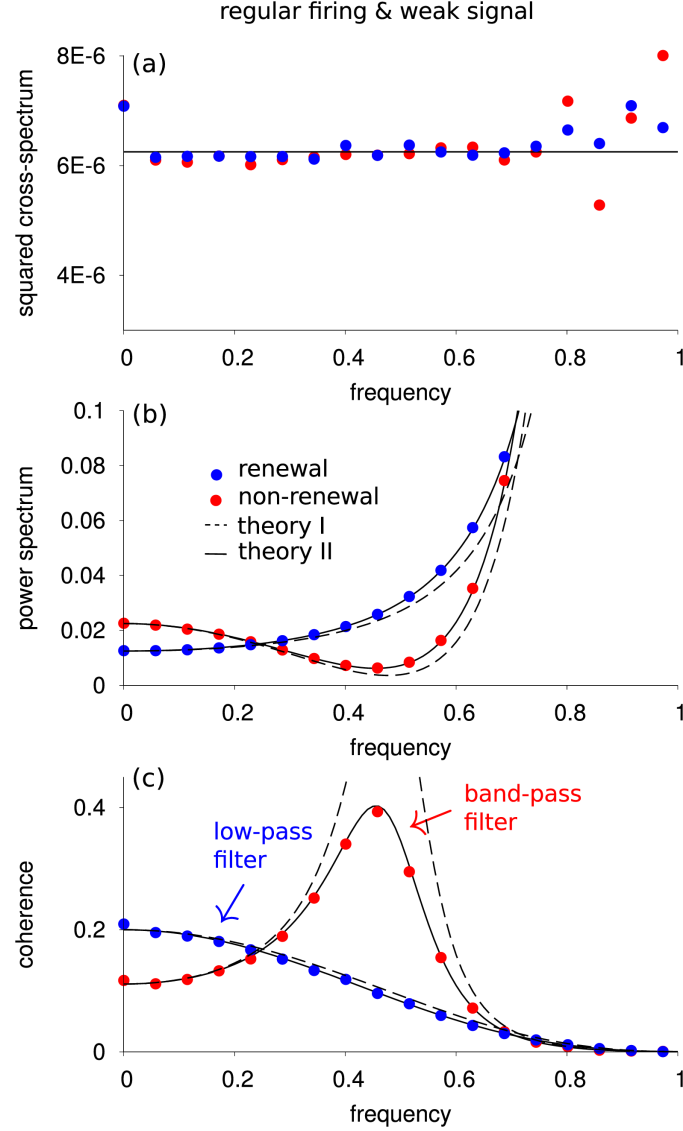 regular firing & weak signal
(a)
squared cross-spectrum
8E-6
6E-6
4E-6
0 0.2 0.4 0.6 0.8 1
frequency
(b)
power spectrum
0.1
0.08
0.06
0.04
0.02
0
renewal
non-renewal
theory I
theory II
0 0.2 0.4 0.6 0.8 1
frequency
(c)
coherence
0.4
0.2
0
low-pass
filter
band-pass
filter
0 0.2 0.4 0.6 0.8 1
frequency